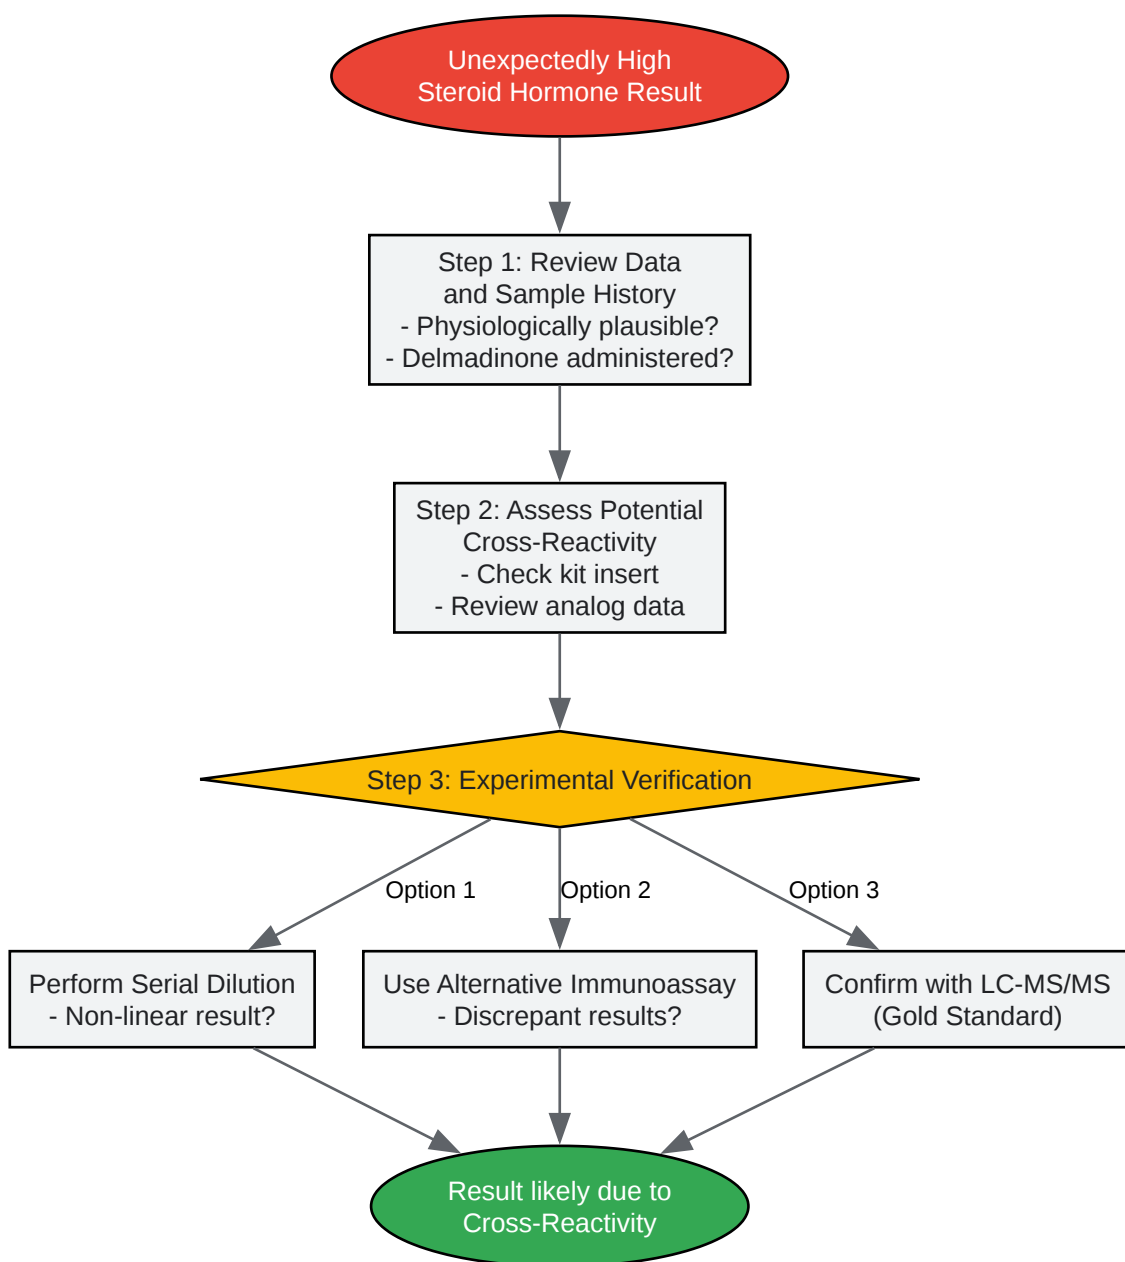 Unexpectedly High
Steroid Hormone Result
Step 1: Review Data
and Sample History
- Physiologically plausible?
- Delmadinone administered?
Step 2: Assess Potential
Cross-Reactivity
- Check kit insert
- Review analog data
Step 3: Experimental Verification
Option 1
Option 2
Option 3
Perform Serial Dilution
- Non-linear result?
Use Alternative Immunoassay
- Discrepant results?
Confirm with LC-MS/MS
(Gold Standard)
Result likely due to
Cross-Reactivity